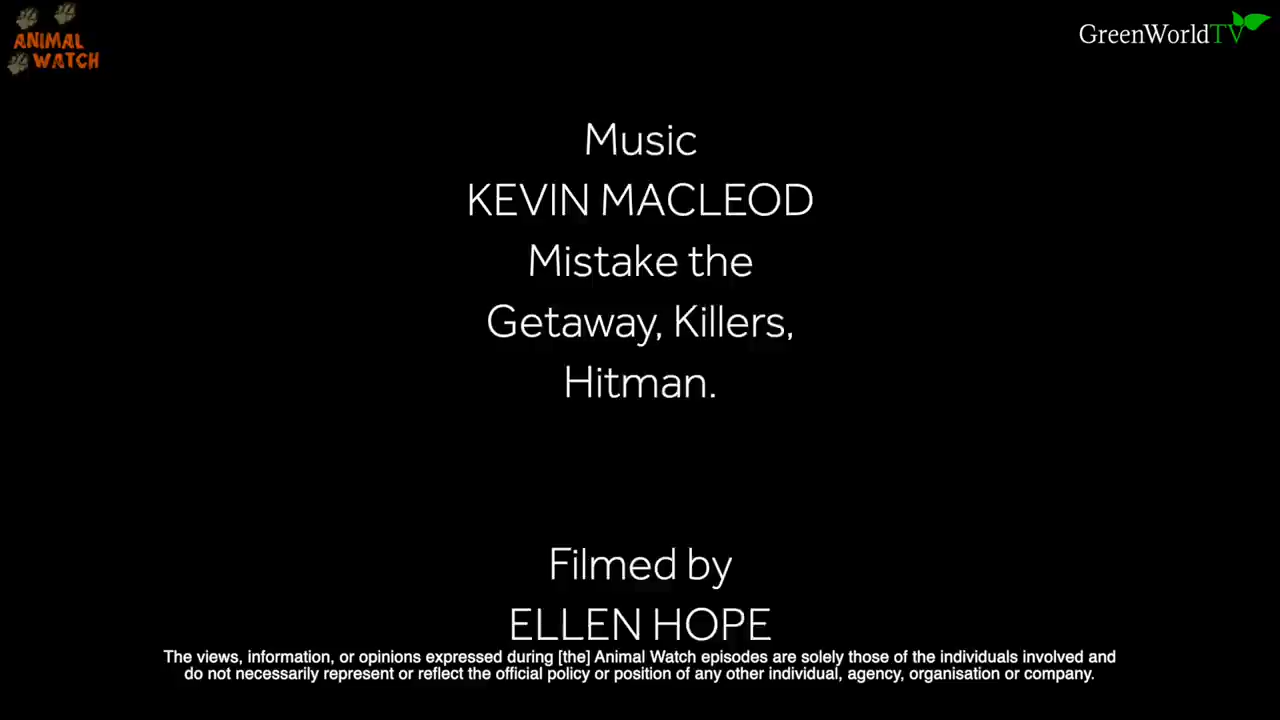 ANIMAL
WATCH
GreenWorldTV
Music
KEVIN MACLEOD
Mistake the
Getaway, Killers,
Hitman.
Filmed by
ELLEN HOPE
The views, information, or opinions expressed during [the] Animal Watch episodes are solely those of the individuals involved and
do not necessarily represent or reflect the official policy or position of any other individual, agency, organisation or company.